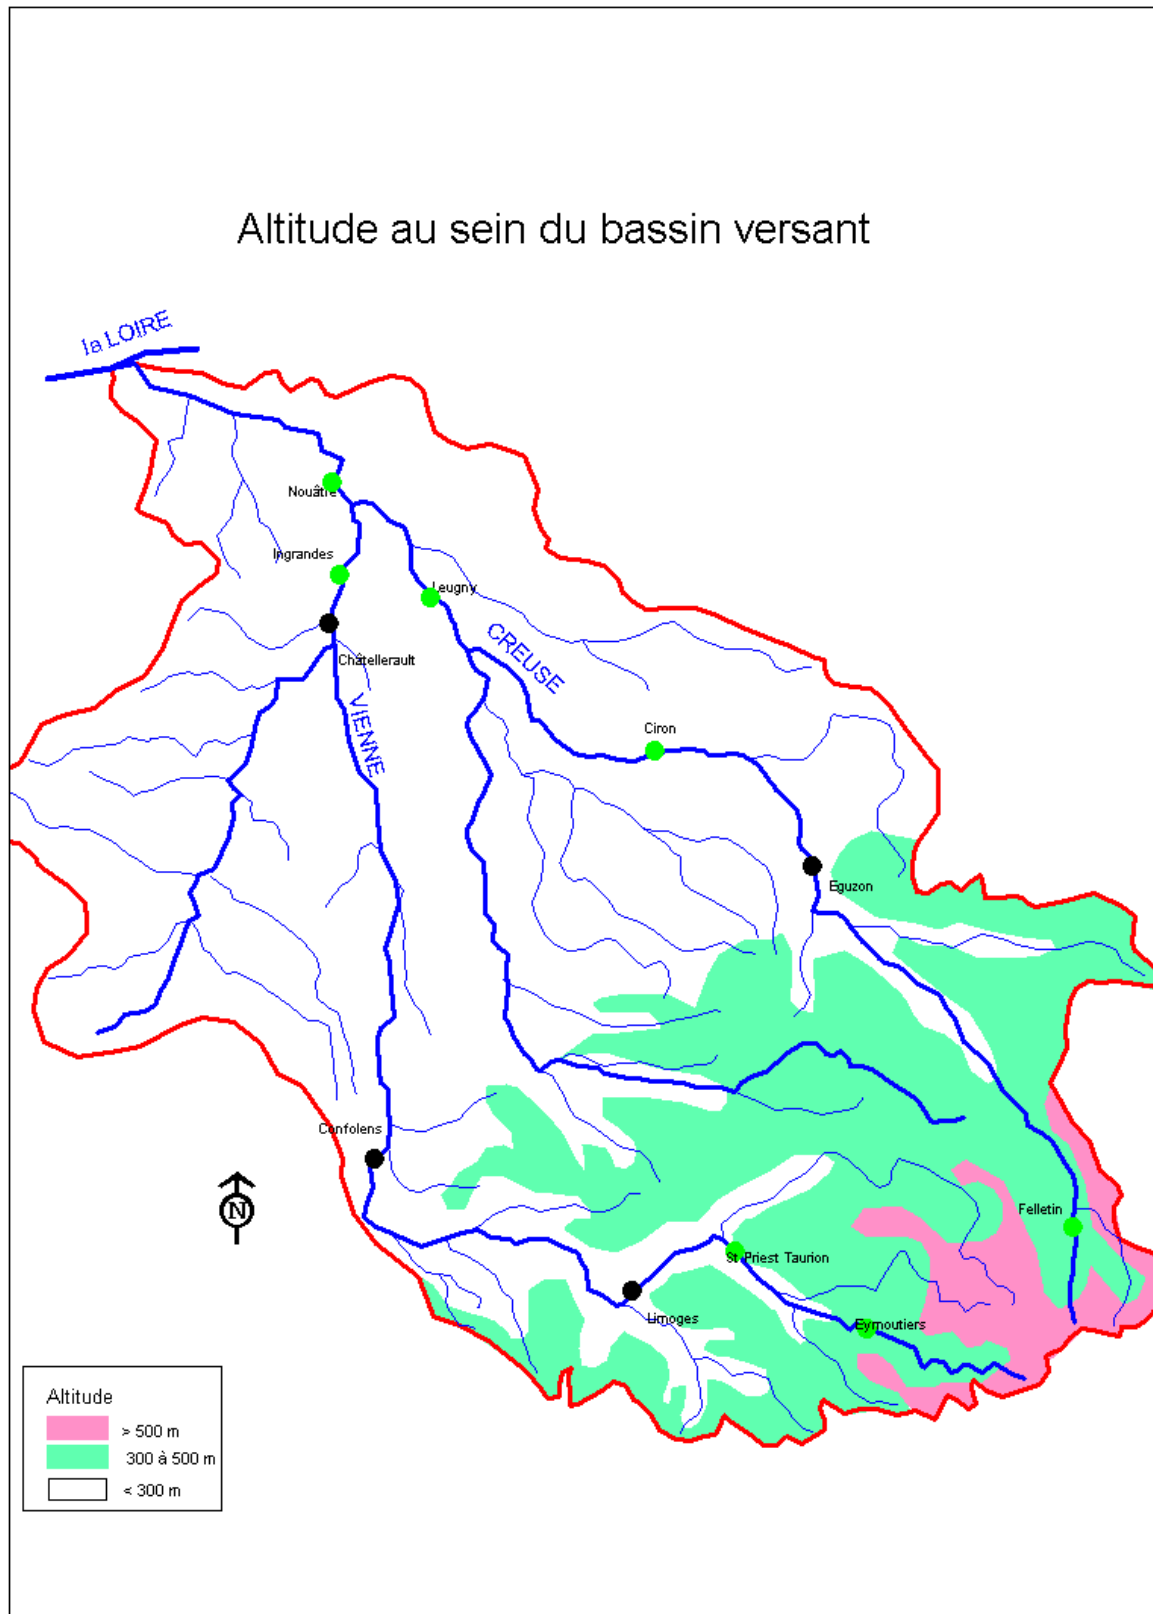 Altitude au sein du bassin versant
la LOIRE
Nouâtre
Ingrandes
Leugny
CREUSE
Châtellerault
VIENNE
Ciron
Eguzon
Confolens
N
Felletin
St Priest Taurion
Limoges
Eymoutiers
Altitude
> 500 m
300 à 500 m
< 300 m